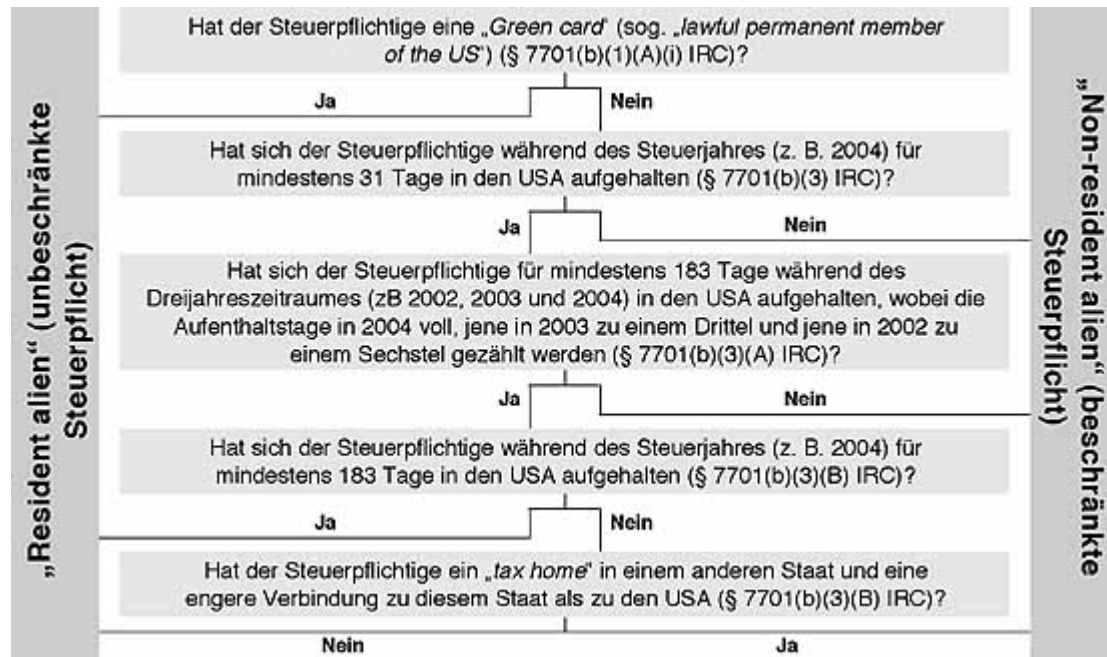 „Resident alien“ (unbeschränkte
Steuerpflicht)
Hat der Steuerpflichtige eine „Green card“ (sog. „lawful permanent member
of the US“) (§ 7701(b)(1)(A)(i) IRC)?
Ja
Nein
Hat sich der Steuerpflichtige während des Steuerjahres (z. B. 2004) für
mindestens 31 Tage in den USA aufgehalten (§ 7701(b)(3) IRC)?
Ja
Nein
Hat sich der Steuerpflichtige für mindestens 183 Tage während des
Dreijahreszeitraumes (zB 2002, 2003 und 2004) in den USA aufgehalten, wobei die
Aufenthaltstage in 2004 voll, jene in 2003 zu einem Drittel und jene in 2002 zu
einem Sechstel gezählt werden (§ 7701(b)(3)(A) IRC)?
Ja
Nein
Hat sich der Steuerpflichtige während des Steuerjahres (z. B. 2004) für
mindestens 183 Tage in den USA aufgehalten (§ 7701(b)(3)(B) IRC)?
Ja
Nein
Hat der Steuerpflichtige ein „tax home“ in einem anderen Staat und eine
engere Verbindung zu diesem Staat als zu den USA (§ 7701(b)(3)(B) IRC)?
Nein
Ja
„Non-resident alien“ (beschränkte
Steuerpflicht)